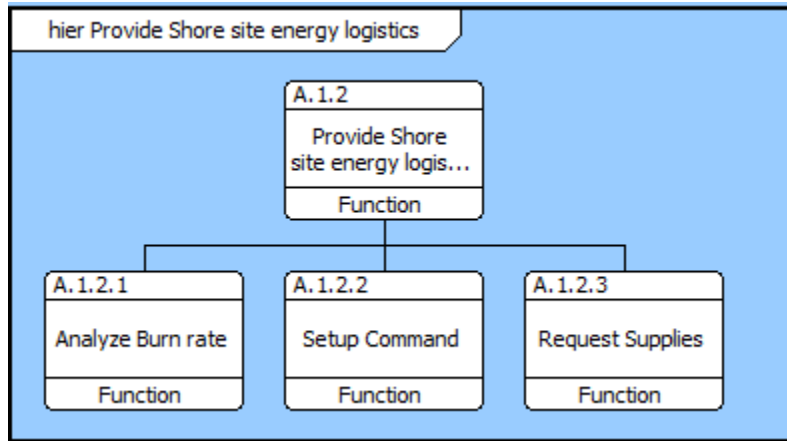 hier Provide Shore site energy logistics
A.1.2
Provide Shore
site energy logis...
Function
A.1.2.1
Analyze Burn rate
Function
A.1.2.2
Setup Command
Function
A.1.2.3
Request Supplies
Function